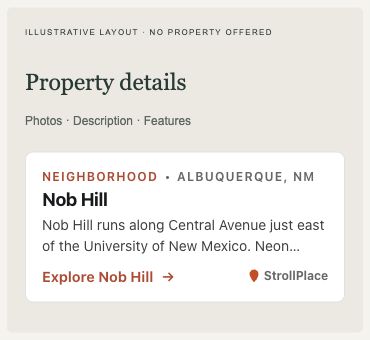 ILLUSTRATIVE LAYOUT · NO PROPERTY OFFERED
Property details
Photos · Description · Features
NEIGHBORHOOD • ALBUQUERQUE, NM
Nob Hill
Nob Hill runs along Central Avenue just east
of the University of New Mexico. Neon...
Explore Nob Hill →
StrollPlace